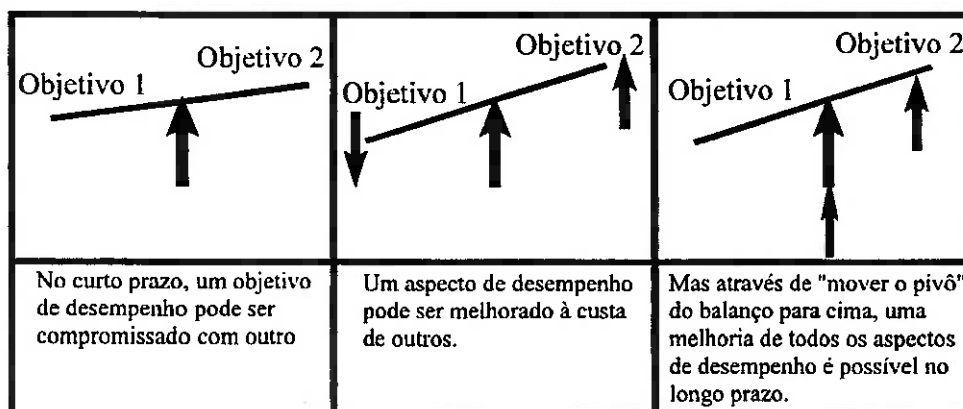 Objetivo 1
Objetivo 2
No curto prazo, um objetivo
de desempenho pode ser
compromissado com outro
Objetivo 1
Objetivo 2
Um aspecto de desempenho
pode ser melhorado à custa
de outros.
Objetivo 1
Objetivo 2
Mas através de "mover o pivô"
do balanço para cima, uma
melhoria de todos os aspectos
de desempenho é possível no
longo prazo.